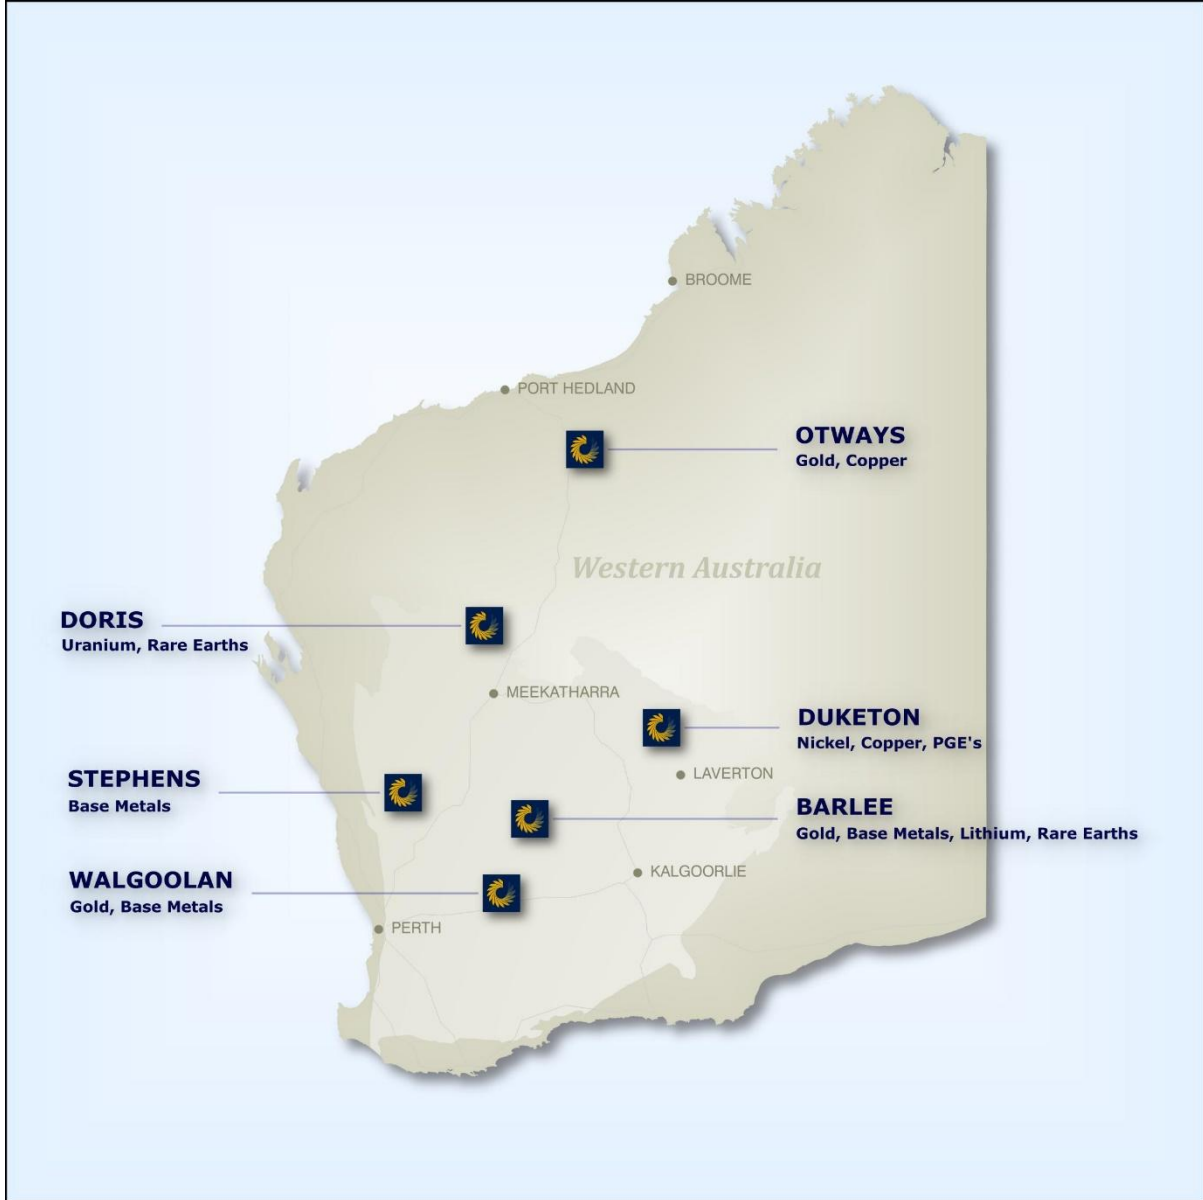 BROOME
PORT HEDLAND
OTWAYS
Gold, Copper
Western Australia
DORIS
Uranium, Rare Earths
MEEKATHARRA
DUKETON
Nickel, Copper, PGE's
LAVERTON
STEPHENS
Base Metals
BARLEE
Gold, Base Metals, Lithium, Rare Earths
WALGOOLAN
Gold, Base Metals
KALGOORLIE
PERTH